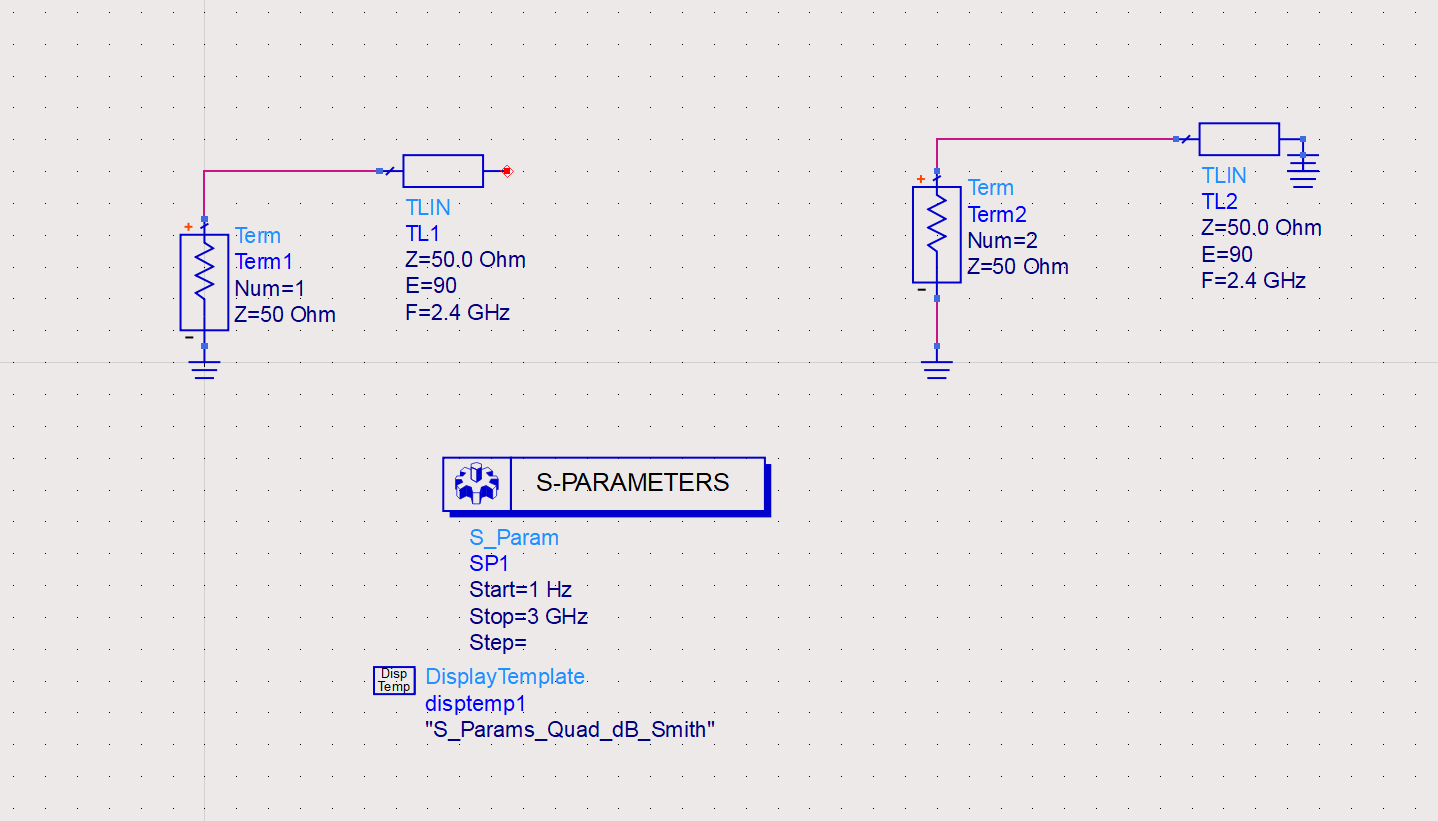 +
Term
Term1
Num=1
Z=50 Ohm
-
TLIN
TL1
Z=50.0 Ohm
E=90
F=2.4 GHz
+
Term
Term2
Num=2
Z=50 Ohm
-
TLIN
TL2
Z=50.0 Ohm
E=90
F=2.4 GHz
S-PARAMETERS
S_Param
SP1
Start=1 Hz
Stop=3 GHz
Step=
Disp
Temp
DisplayTemplate
disptemp1
"S_Params_Quad_dB_Smith"